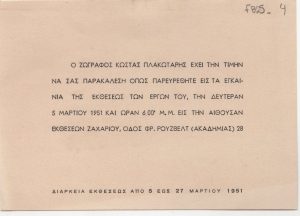 F865_4
Ο ΖΩΓΡΑΦΟΣ ΚΩΣΤΑΣ ΠΛΑΚΩΤΑΡΗΣ ΕΧΕΙ ΤΗΝ ΤΙΜΗΝ
ΝΑ ΣΑΣ ΠΑΡΑΚΑΛΕΣΗ ΟΠΩΣ ΠΑΡΕΥΡΕΘΗΤΕ ΕΙΣ ΤΑ ΕΓΚΑΙ-
ΝΙΑ ΤΗΣ ΕΚΘΕΣΕΩΣ ΤΩΝ ΕΡΓΩΝ ΤΟΥ, ΤΗΝ ΔΕΥΤΕΡΑΝ
5 ΜΑΡΤΙΟΥ 1951 ΚΑΙ ΩΡΑΝ 6.00' Μ.Μ. ΕΙΣ ΤΗΝ ΑΙΘΟΥΣΑΝ
ΕΚΘΕΣΕΩΝ ΖΑΧΑΡΙΟΥ, ΟΔΟΣ ΦΡ. ΡΟΥΖΒΕΛΤ (ΑΚΑΔΗΜΙΑΣ) 28
ΔΙΑΡΚΕΙΑ ΕΚΘΕΣΕΩΣ ΑΠΟ 5 ΕΩΣ 27 ΜΑΡΤΙΟΥ 1951